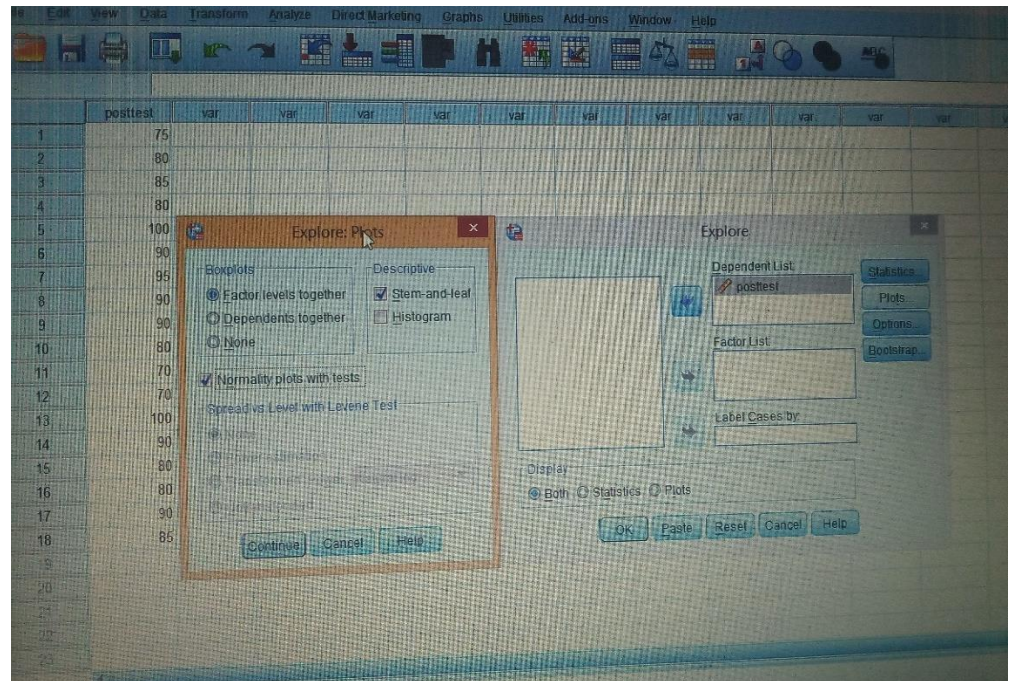 Edit View Data Transform Analyze Direct Marketing Graphs Utilities Add-ons Window Help
posttest var var var var var var var var var var var
1 75
2 80
3 85
4 80
5 100
6 90
7 95
8 90
9 90
10 80
11 70
12 70
13 100
14 90
15 80
16 80
17 90
18 85
20
21
22
23
Explore: Plots
Boxplots
Factor levels together
Dependents together
None
Descriptive
Stem-and-leaf
Histogram
Normality plots with tests
Spread vs Level with Levene Test
Continue Cancel Help
Explore
Dependent List:
posttest
Factor List:
Label Cases by:
Statistics...
Plots...
Options...
Bootstrap...
Display
Both Statistics Plots
OK Paste Reset Cancel Help